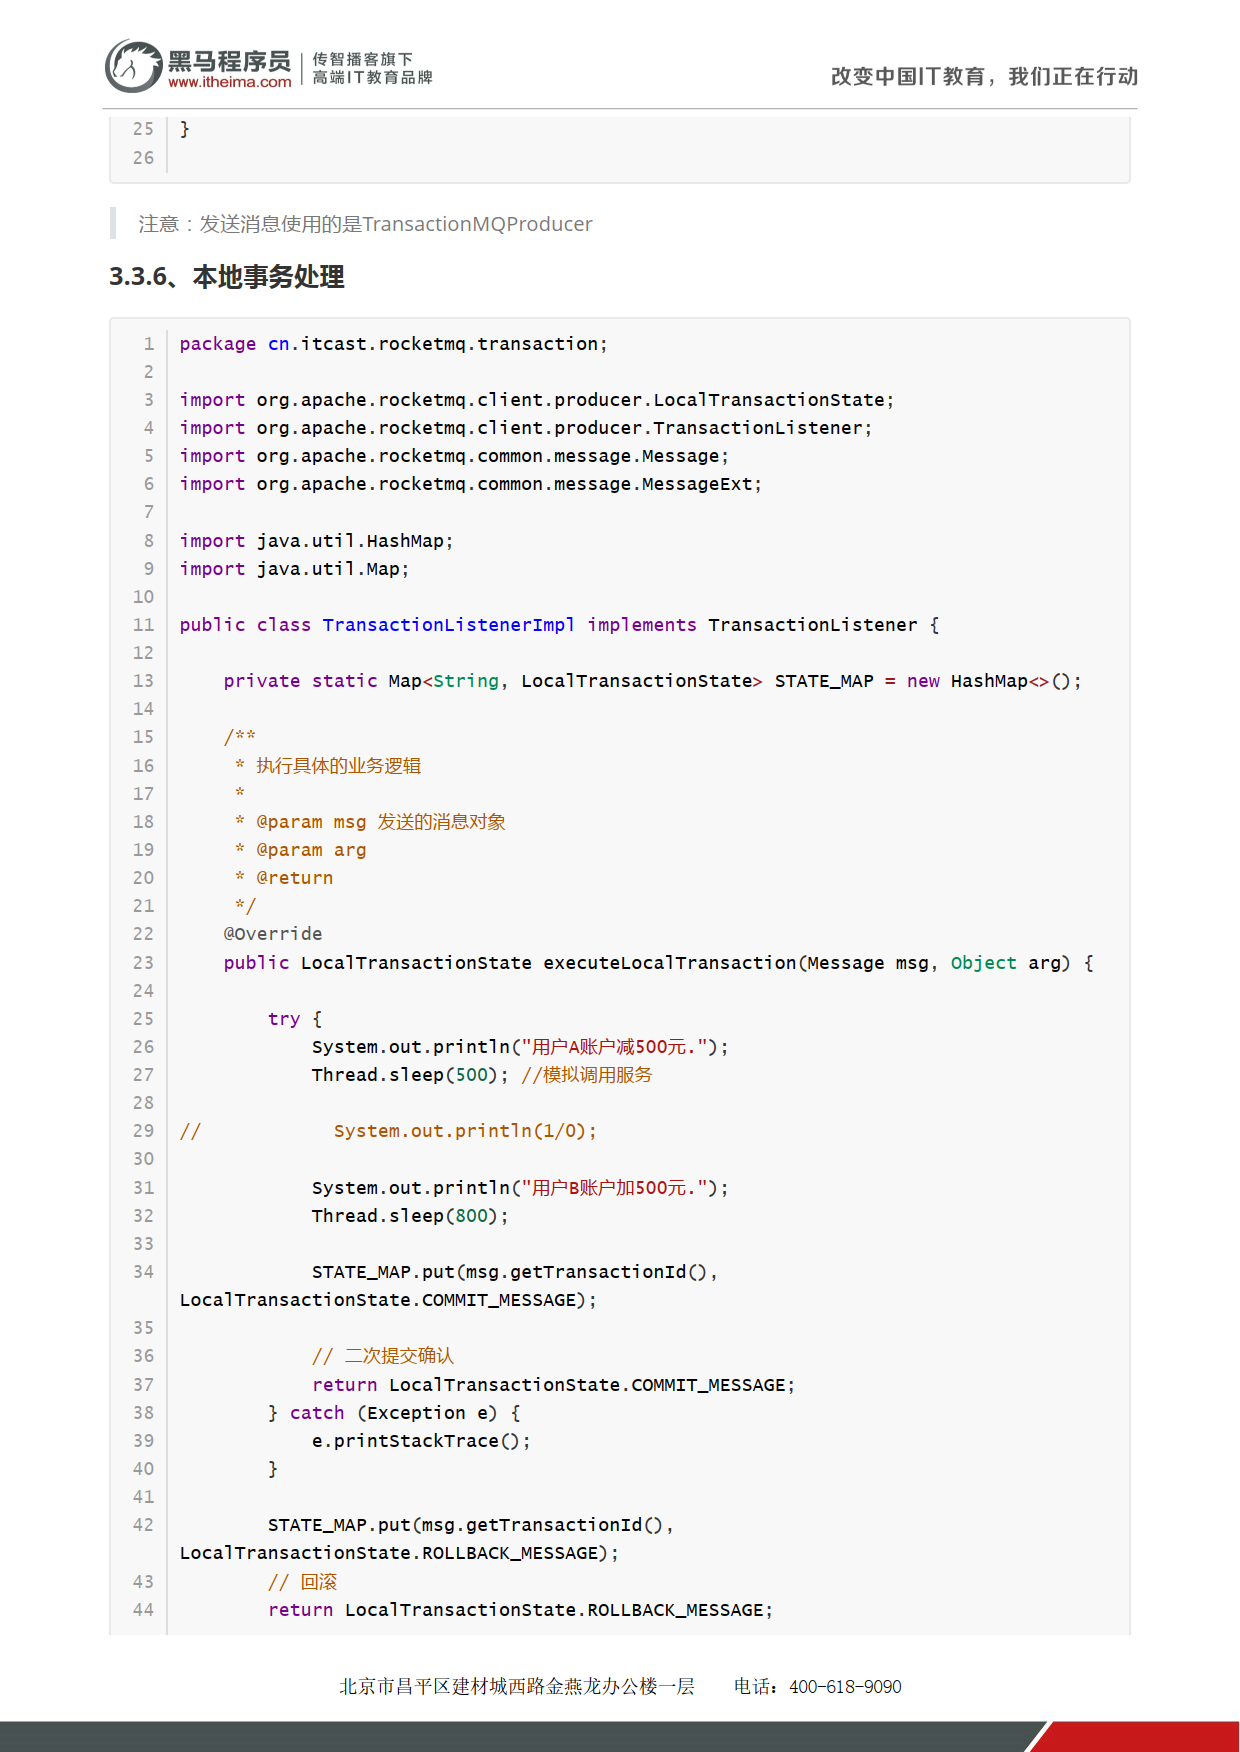 黑马程序员
www.itheima.com
传智播客旗下
高端IT教育品牌
改变中国IT教育，我们正在行动
25 }
26
注意：发送消息使用的是TransactionMQProducer
3.3.6、本地事务处理
1 package cn.itcast.rocketmq.transaction;
2
3 import org.apache.rocketmq.client.producer.LocalTransactionState;
4 import org.apache.rocketmq.client.producer.TransactionListener;
5 import org.apache.rocketmq.common.message.Message;
6 import org.apache.rocketmq.common.message.MessageExt;
7
8 import java.util.HashMap;
9 import java.util.Map;
10
11 public class TransactionListenerImpl implements TransactionListener {
12
13     private static Map<String, LocalTransactionState> STATE_MAP = new HashMap<>();
14
15     /**
16      * 执行具体的业务逻辑
17      *
18      * @param msg 发送的消息对象
19      * @param arg
20      * @return
21      */
22     @Override
23     public LocalTransactionState executeLocalTransaction(Message msg, Object arg) {
24
25         try {
26             System.out.println("用户A账户减500元.");
27             Thread.sleep(500); //模拟调用服务
28
29 //            System.out.println(1/0);
30
31             System.out.println("用户B账户加500元.");
32             Thread.sleep(800);
33
34             STATE_MAP.put(msg.getTransactionId(),
LocalTransactionState.COMMIT_MESSAGE);
35
36             // 二次提交确认
37             return LocalTransactionState.COMMIT_MESSAGE;
38         } catch (Exception e) {
39             e.printStackTrace();
40         }
41
42         STATE_MAP.put(msg.getTransactionId(),
LocalTransactionState.ROLLBACK_MESSAGE);
43         // 回滚
44         return LocalTransactionState.ROLLBACK_MESSAGE;
北京市昌平区建材城西路金燕龙办公楼一层 电话：400-618-9090